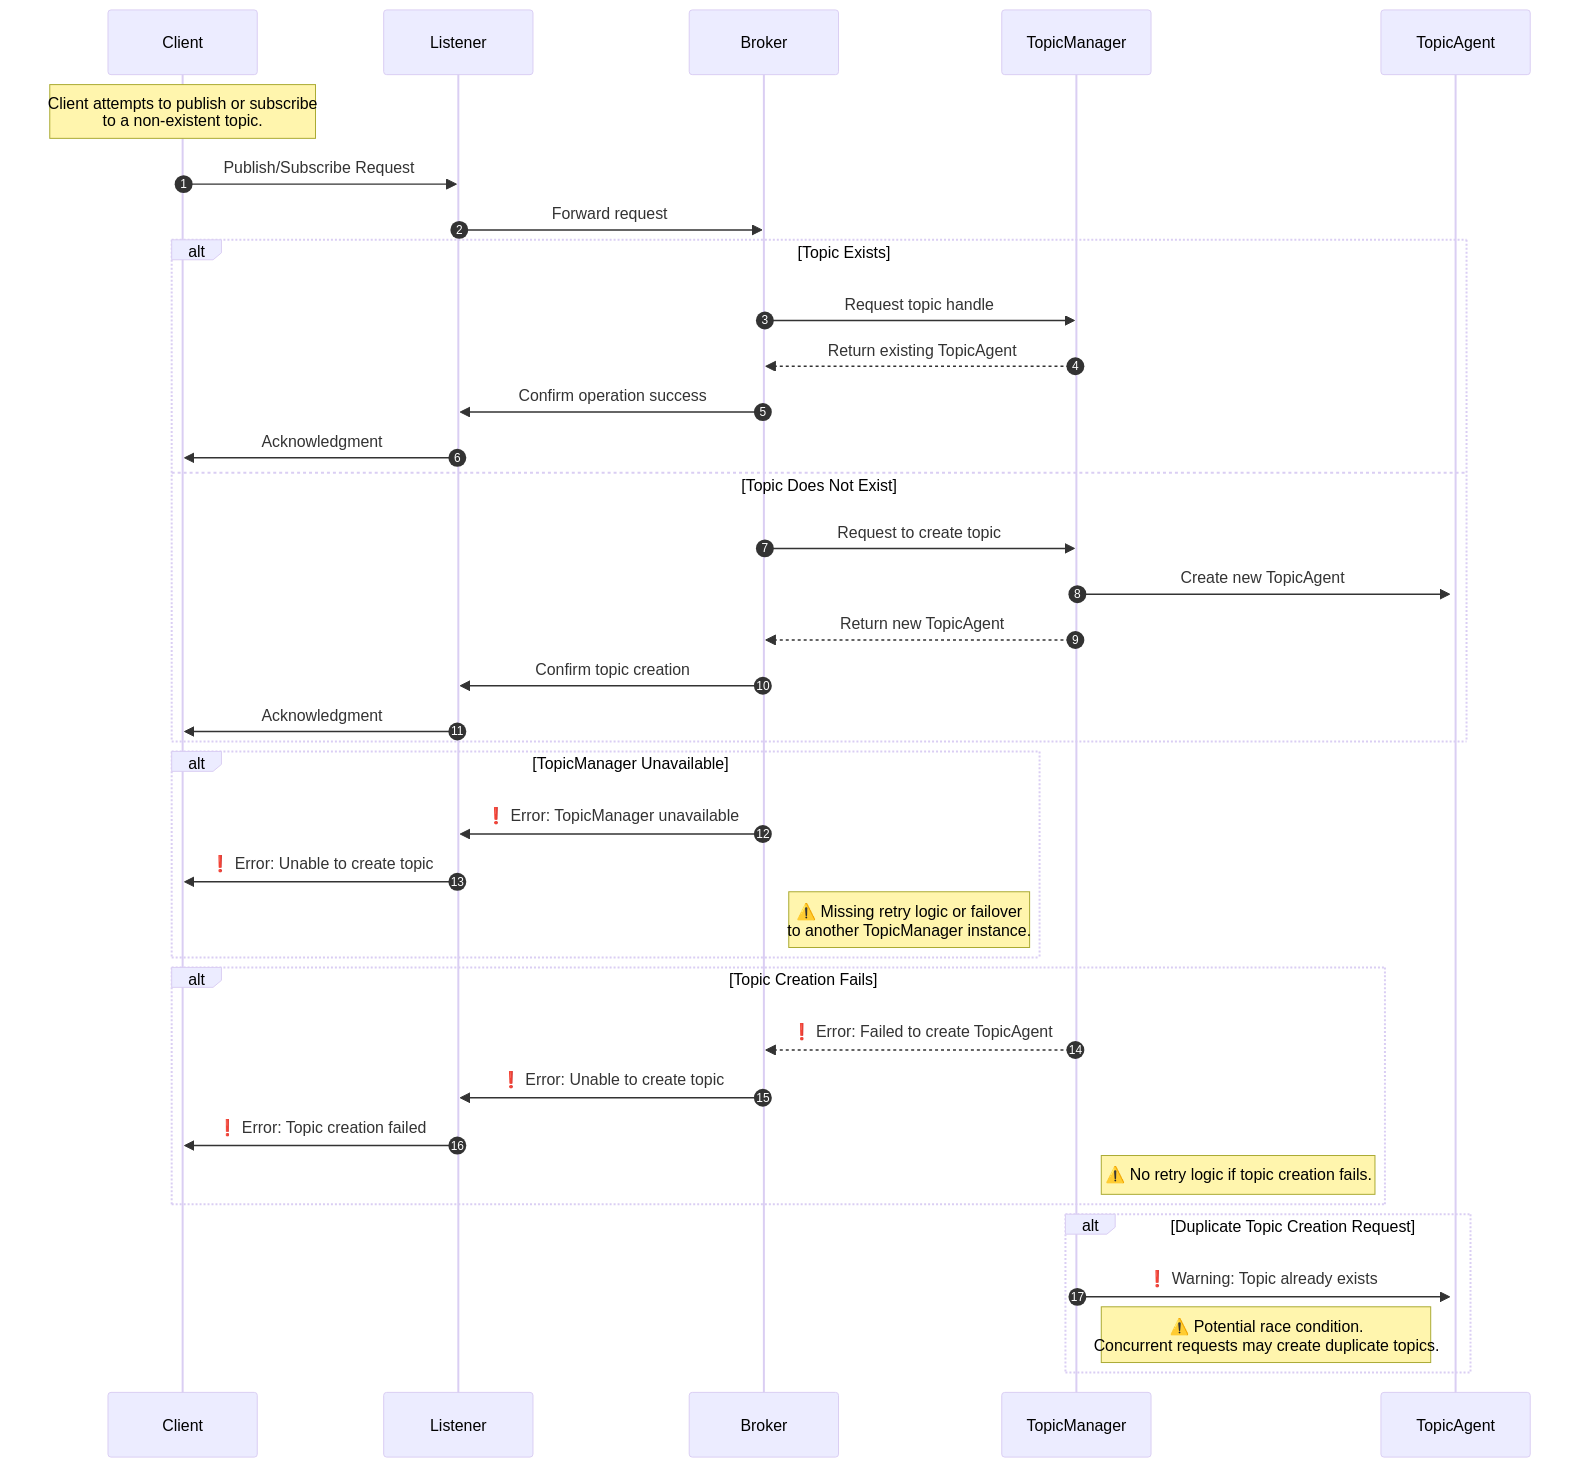 Client
Listener
Broker
TopicManager
TopicAgent
Client attempts to publish or subscribe
to a non-existent topic.
Publish/Subscribe Request
1
Forward request
2
alt
[Topic Exists]
Request topic handle
3
Return existing TopicAgent
4
Confirm operation success
5
Acknowledgment
6
[Topic Does Not Exist]
Request to create topic
7
Create new TopicAgent
8
Return new TopicAgent
9
Confirm topic creation
10
Acknowledgment
11
alt
[TopicManager Unavailable]
❗ Error: TopicManager unavailable
12
❗ Error: Unable to create topic
13
⚠️ Missing retry logic or failover
to another TopicManager instance.
alt
[Topic Creation Fails]
❗ Error: Failed to create TopicAgent
14
❗ Error: Unable to create topic
15
❗ Error: Topic creation failed
16
⚠️ No retry logic if topic creation fails.
alt
[Duplicate Topic Creation Request]
❗ Warning: Topic already exists
17
⚠️ Potential race condition.
Concurrent requests may create duplicate topics.
Client
Listener
Broker
TopicManager
TopicAgent